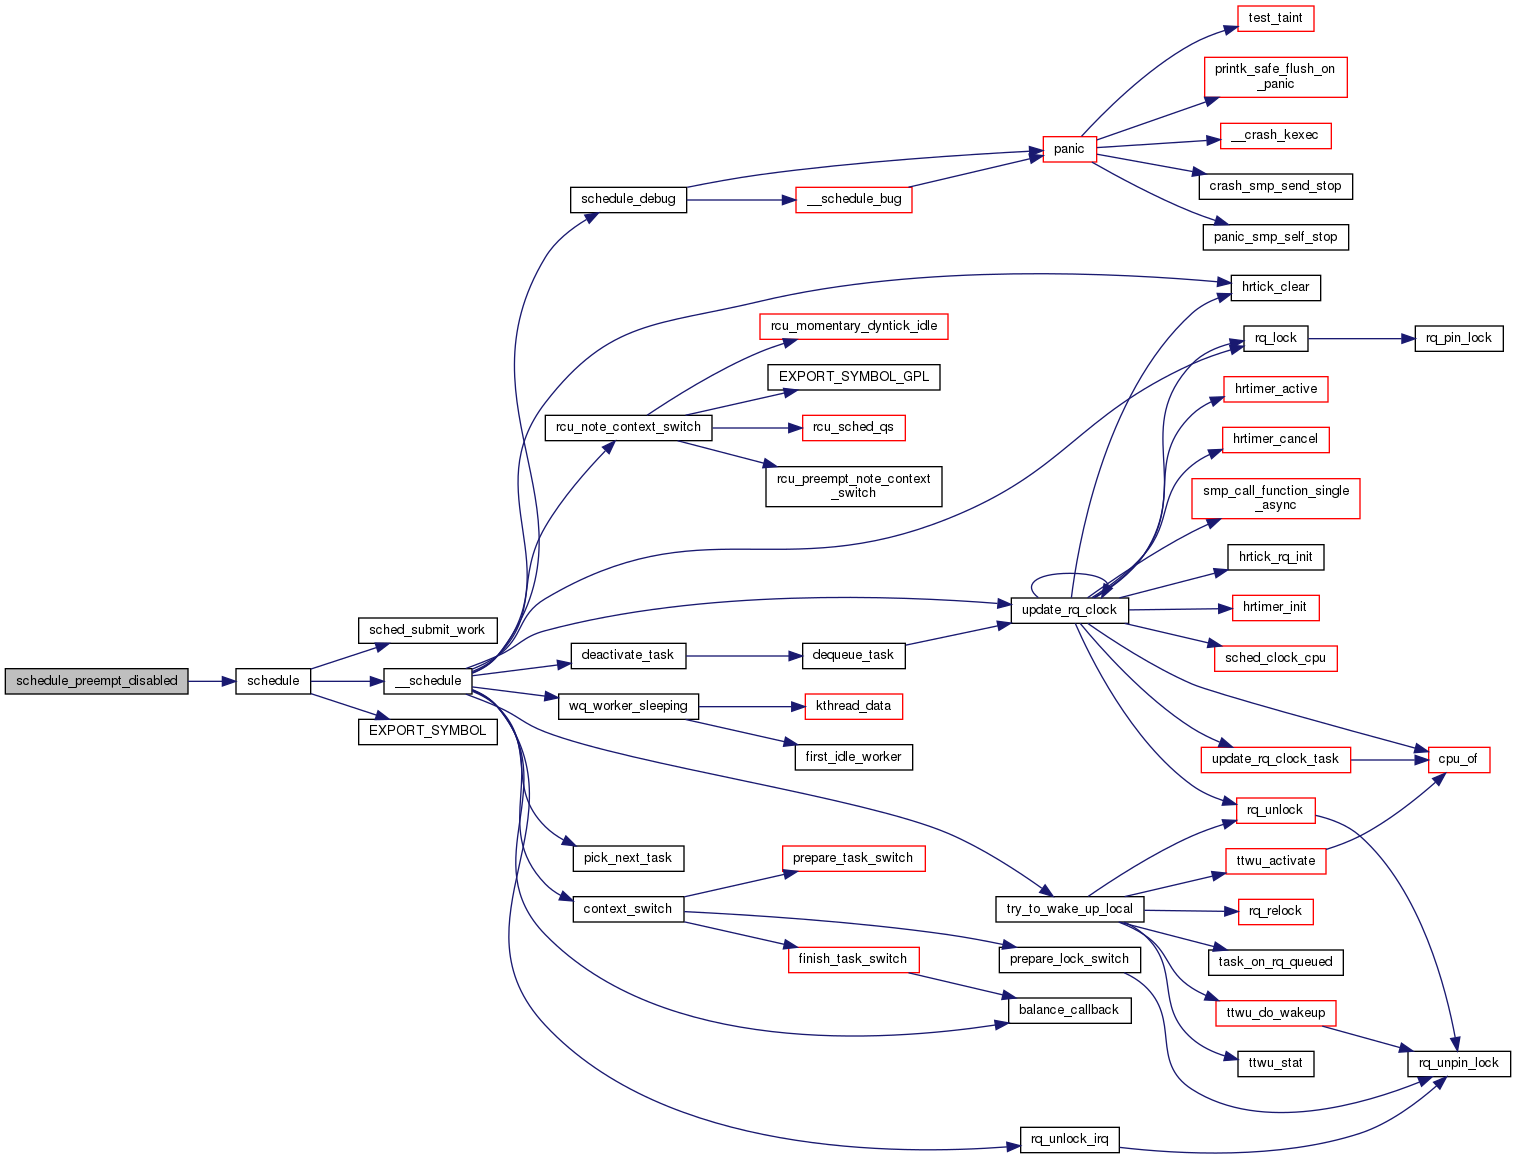 test_taint
printk_safe_flush_on
_panic
__crash_kexec
panic
crash_smp_send_stop
schedule_debug
__schedule_bug
panic_smp_self_stop
hrtick_clear
rcu_momentary_dyntick_idle
rq_lock
rq_pin_lock
EXPORT_SYMBOL_GPL
hrtimer_active
rcu_note_context_switch
rcu_sched_qs
hrtimer_cancel
rcu_preempt_note_context
_switch
smp_call_function_single
_async
hrtick_rq_init
update_rq_clock
hrtimer_init
sched_submit_work
deactivate_task
dequeue_task
sched_clock_cpu
schedule_preempt_disabled
schedule
__schedule
wq_worker_sleeping
kthread_data
EXPORT_SYMBOL
first_idle_worker
update_rq_clock_task
cpu_of
rq_unlock
pick_next_task
prepare_task_switch
ttwu_activate
context_switch
try_to_wake_up_local
rq_relock
finish_task_switch
prepare_lock_switch
task_on_rq_queued
balance_callback
ttwu_do_wakeup
ttwu_stat
rq_unpin_lock
rq_unlock_irq